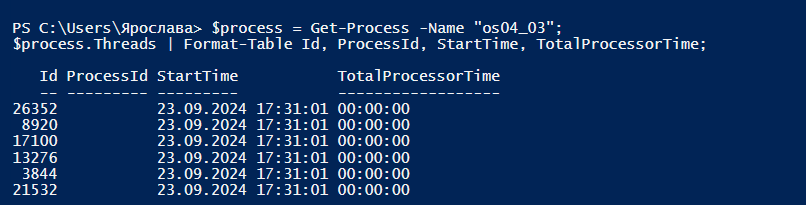 PS C:\Users\Ярослава> $process = Get-Process -Name "os04_03";
$process.Threads | Format-Table Id, ProcessId, StartTime, TotalProcessorTime;
Id ProcessId StartTime TotalProcessorTime
-- --------- --------- ------------------
26352 23.09.2024 17:31:01 00:00:00
8920 23.09.2024 17:31:01 00:00:00
17100 23.09.2024 17:31:01 00:00:00
13276 23.09.2024 17:31:01 00:00:00
3844 23.09.2024 17:31:01 00:00:00
21532 23.09.2024 17:31:01 00:00:00